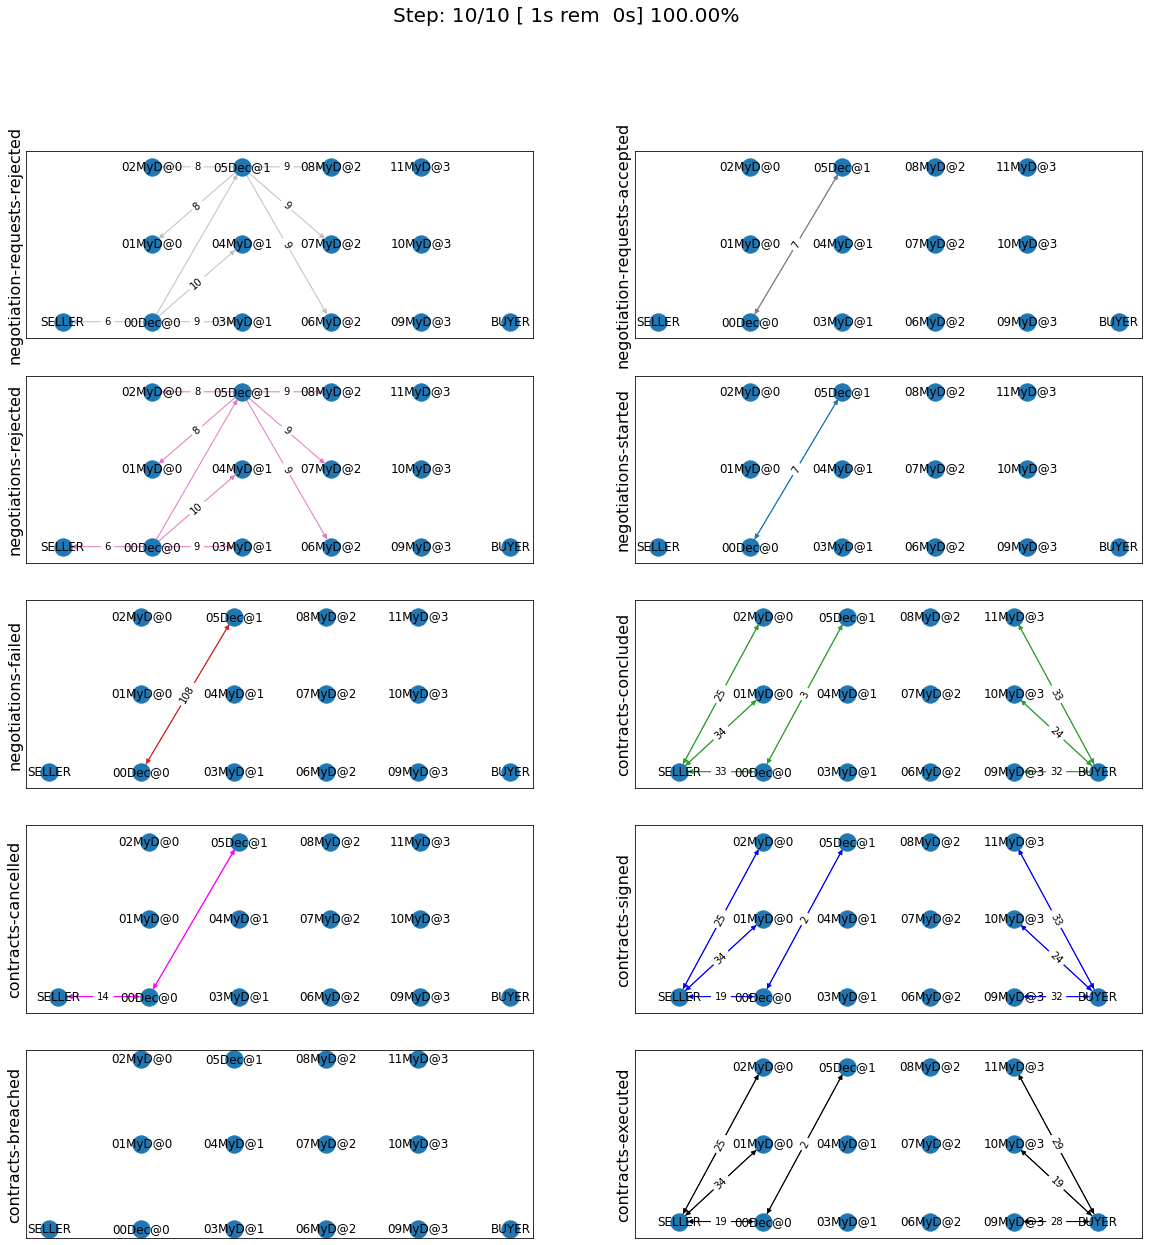 Step: 10/10 [ 1s rem  0s] 100.00%
negotiation-requests-rejected
02MyD@0 8 05Dec@1 9 08MyD@2 11MyD@3
8 9
01MyD@0 04MyD@1 9 07MyD@2 10MyD@3
10
SELLER 6 00Dec@0 9 03MyD@1 06MyD@2 09MyD@3 BUYER
negotiation-requests-accepted
02MyD@0 05Dec@1 08MyD@2 11MyD@3
01MyD@0 7 04MyD@1 07MyD@2 10MyD@3
SELLER 00Dec@0 03MyD@1 06MyD@2 09MyD@3 BUYER
negotiations-rejected
02MyD@0 8 05Dec@1 9 08MyD@2 11MyD@3
8 9
01MyD@0 04MyD@1 9 07MyD@2 10MyD@3
10
SELLER 6 00Dec@0 9 03MyD@1 06MyD@2 09MyD@3 BUYER
negotiations-started
02MyD@0 05Dec@1 08MyD@2 11MyD@3
01MyD@0 7 04MyD@1 07MyD@2 10MyD@3
SELLER 00Dec@0 03MyD@1 06MyD@2 09MyD@3 BUYER
negotiations-failed
02MyD@0 05Dec@1 08MyD@2 11MyD@3
01MyD@0 108 04MyD@1 07MyD@2 10MyD@3
SELLER 00Dec@0 03MyD@1 06MyD@2 09MyD@3 BUYER
contracts-concluded
02MyD@0 05Dec@1 08MyD@2 11MyD@3
25 01MyD@0 3 04MyD@1 07MyD@2 10MyD@3 33
34 24
SELLER 33 00Dec@0 03MyD@1 06MyD@2 09MyD@3 32 BUYER
contracts-cancelled
02MyD@0 05Dec@1 08MyD@2 11MyD@3
01MyD@0 04MyD@1 07MyD@2 10MyD@3
SELLER 14 00Dec@0 03MyD@1 06MyD@2 09MyD@3 BUYER
contracts-signed
02MyD@0 05Dec@1 08MyD@2 11MyD@3
25 01MyD@0 2 04MyD@1 07MyD@2 10MyD@3 33
34 24
SELLER 19 00Dec@0 03MyD@1 06MyD@2 09MyD@3 32 BUYER
contracts-breached
02MyD@0 05Dec@1 08MyD@2 11MyD@3
01MyD@0 04MyD@1 07MyD@2 10MyD@3
SELLER 00Dec@0 03MyD@1 06MyD@2 09MyD@3 BUYER
contracts-executed
02MyD@0 05Dec@1 08MyD@2 11MyD@3
25 01MyD@0 2 04MyD@1 07MyD@2 10MyD@3 29
34 19
SELLER 19 00Dec@0 03MyD@1 06MyD@2 09MyD@3 28 BUYER